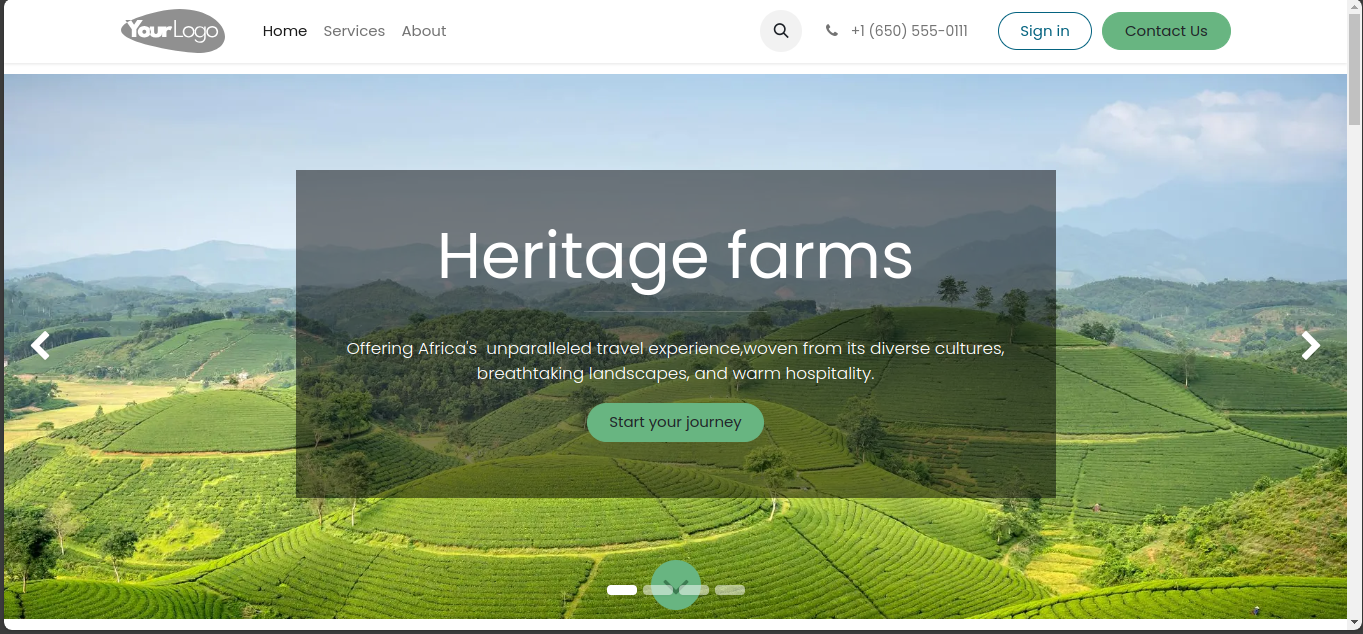 YourLogo
Home Services About
+1 (650) 555-0111
Sign in
Contact Us
Heritage farms
Offering Africa's  unparalleled travel experience,woven from its diverse cultures,
breathtaking landscapes, and warm hospitality.
Start your journey